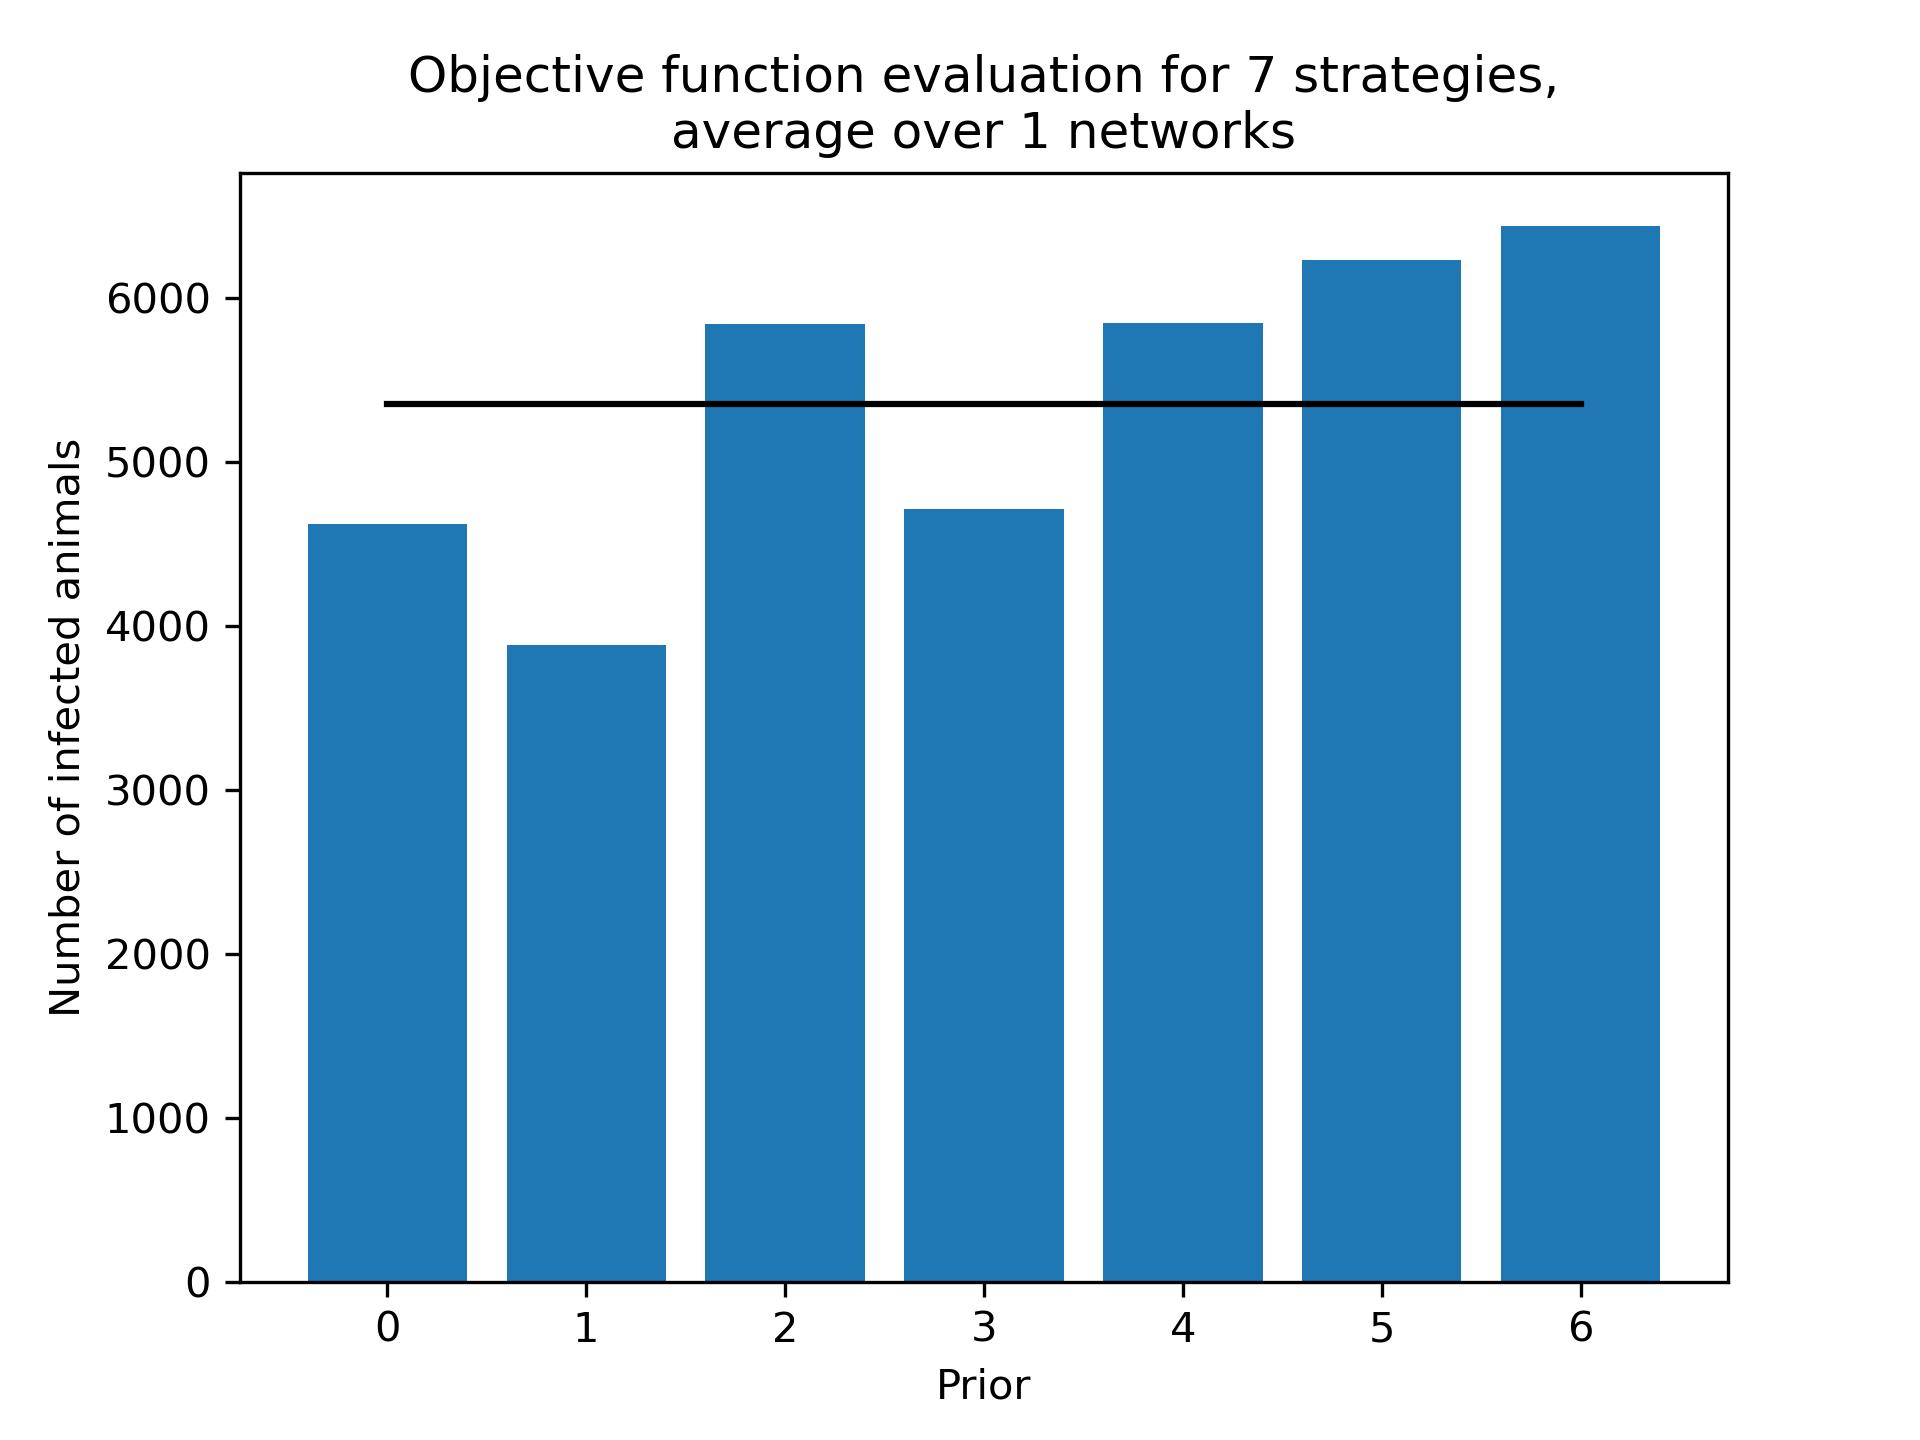 Objective function evaluation for 7 strategies,
average over 1 networks
Number of infected animals
6000
5000
4000
3000
2000
1000
0
0 1 2 3 4 5 6
Prior